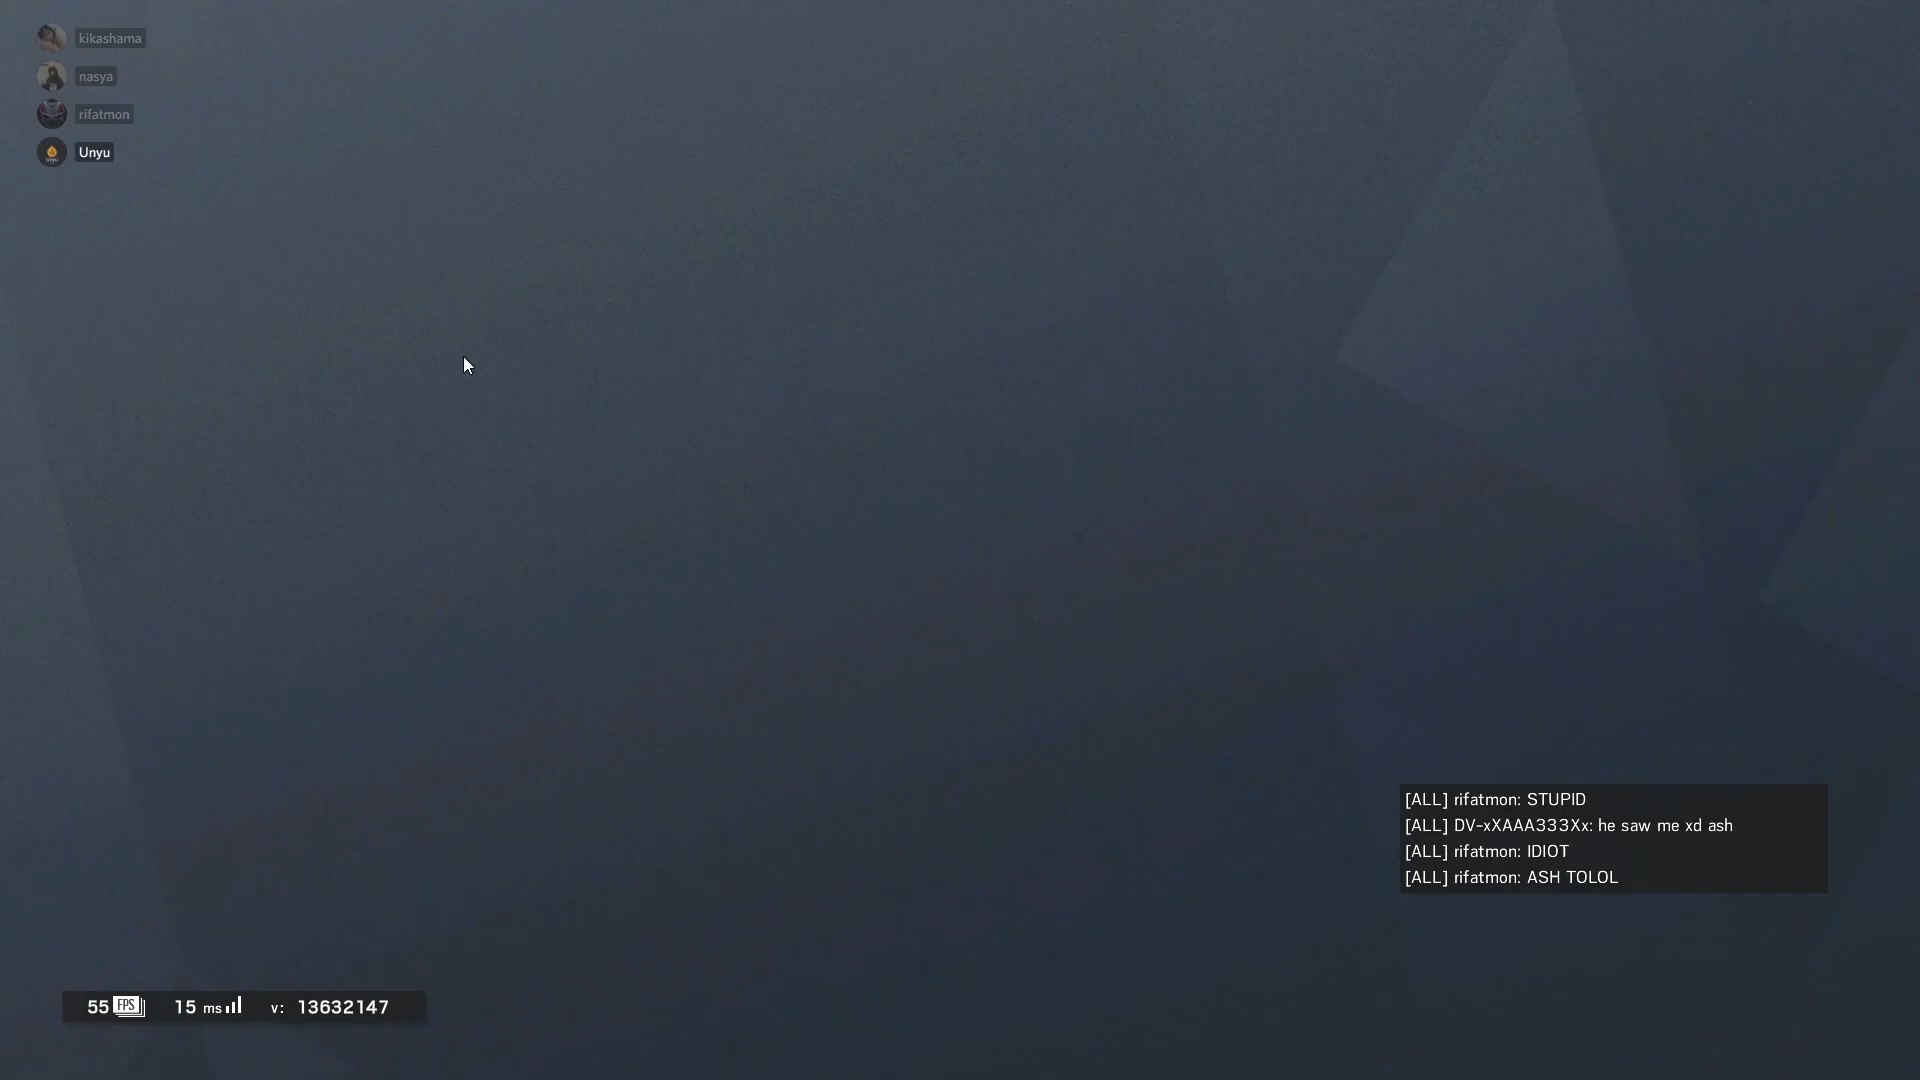 kikashama
nasya
rifatmon
Unyu
[ALL] rifatmon: STUPID
[ALL] DV-xXAAA333Xx: he saw me xd ash
[ALL] rifatmon: IDIOT
[ALL] rifatmon: ASH TOLOL
55 FPS 15 ms v: 13632147